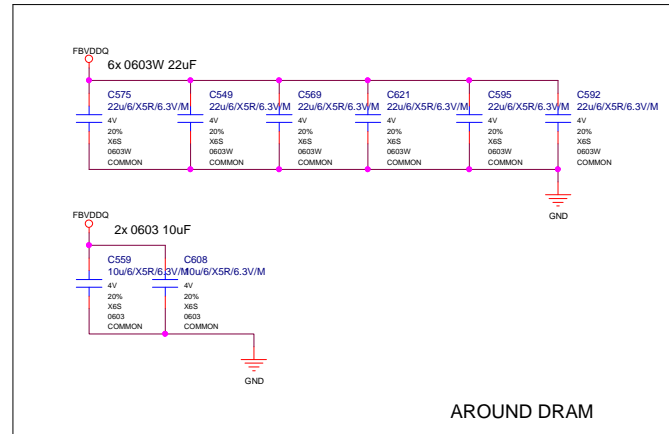 FBVDDQ
6x 0603W 22uF
C575 C549 C569 C621 C595 C592
22u/6/X5R/6.3V/M 22u/6/X5R/6.3V/M 22u/6/X5R/6.3V/M 22u/6/X5R/6.3V/M 22u/6/X5R/6.3V/M 22u/6/X5R/6.3V/M
4V 4V 4V 4V 4V 4V
20% 20% 20% 20% 20% 20%
X6S X6S X6S X6S X6S X6S
0603W 0603W 0603W 0603W 0603W 0603W
COMMON COMMON COMMON COMMON COMMON COMMON
GND
FBVDDQ
2x 0603 10uF
C559 C608
10u/6/X5R/6.3V/M 10u/6/X5R/6.3V/M
4V 4V
20% 20%
X6S X6S
0603 0603
COMMON COMMON
GND
AROUND DRAM